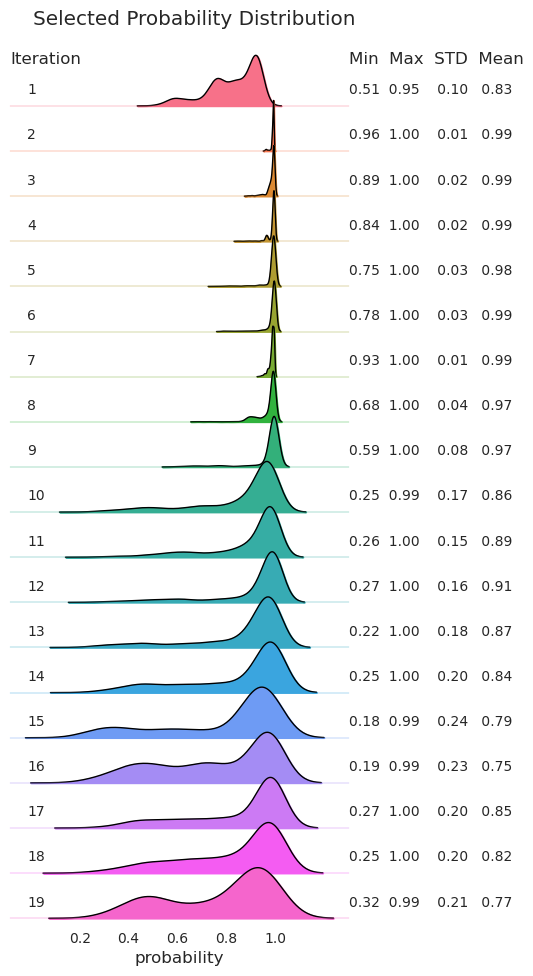 Selected Probability Distribution
Iteration Min Max STD Mean
1 0.51 0.95 0.10 0.83
2 0.96 1.00 0.01 0.99
3 0.89 1.00 0.02 0.99
4 0.84 1.00 0.02 0.99
5 0.75 1.00 0.03 0.98
6 0.78 1.00 0.03 0.99
7 0.93 1.00 0.01 0.99
8 0.68 1.00 0.04 0.97
9 0.59 1.00 0.08 0.97
10 0.25 0.99 0.17 0.86
11 0.26 1.00 0.15 0.89
12 0.27 1.00 0.16 0.91
13 0.22 1.00 0.18 0.87
14 0.25 1.00 0.20 0.84
15 0.18 0.99 0.24 0.79
16 0.19 0.99 0.23 0.75
17 0.27 1.00 0.20 0.85
18 0.25 1.00 0.20 0.82
19 0.32 0.99 0.21 0.77
0.2 0.4 0.6 0.8 1.0
probability